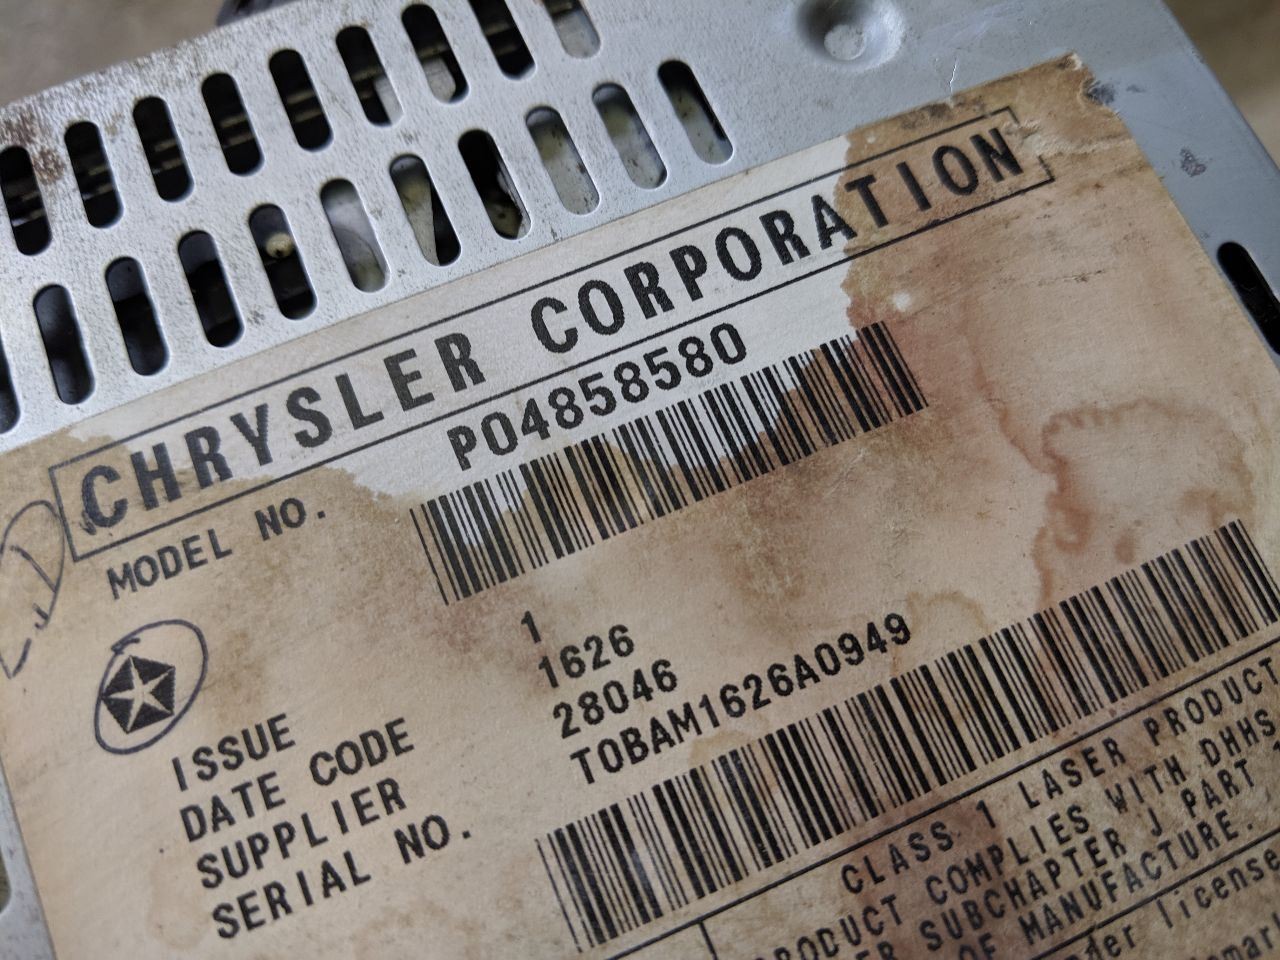 CHRYSLER CORPORATION
MODEL NO. P04858580
ISSUE 1
DATE CODE 1626
SUPPLIER 28046
SERIAL NO. T0BAM1626A0949
CLASS 1 LASER PRODUCT
PRODUCT COMPLIES WITH DHHS
SUBCHAPTER J PART
OF MANUFACTURE.
license